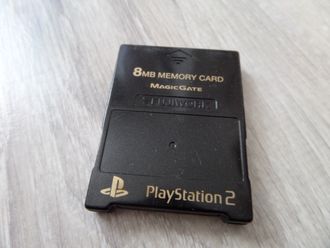 8MB MEMORY CARD
MAGICGATE
PlayStation 2